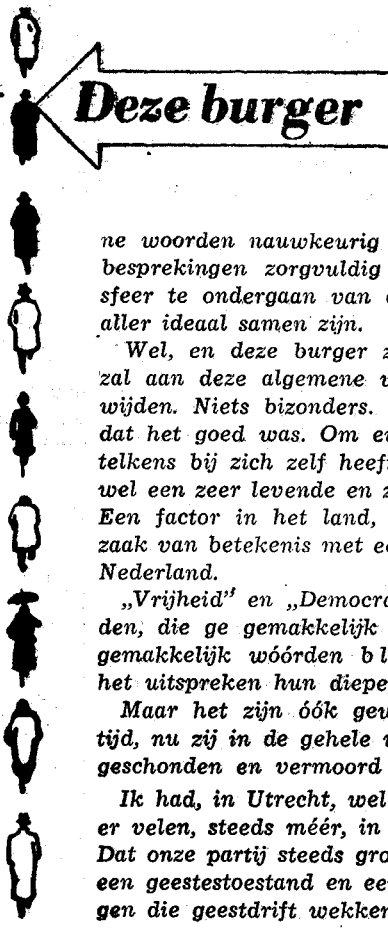 Deze burger
ne woorden nauwkeurig
besprekingen zorgvuldig
sfeer te ondergaan van
aller ideaal samen zijn.
Wel, en deze burger z
zal aan deze algemene v
wijden. Niets bizonders.
dat het goed was. Om en
telkens bij zich zelf heef
wel een zeer levende en z
Een factor in het land,
zaak van betekenis met e
Nederland.
„Vrijheid” en „Democra
den, die ge gemakkelijk
gemakkelijk wóórden bl
het uitspreken hun diepe
Maar het zijn óók gev
tijd, nu zij in de gehele
geschonden en vermoord
Ik had, in Utrecht, wel
er velen, steeds méér, in
Dat onze partij steeds gro
een geestestoestand en ee
gen die geestdrift wekken